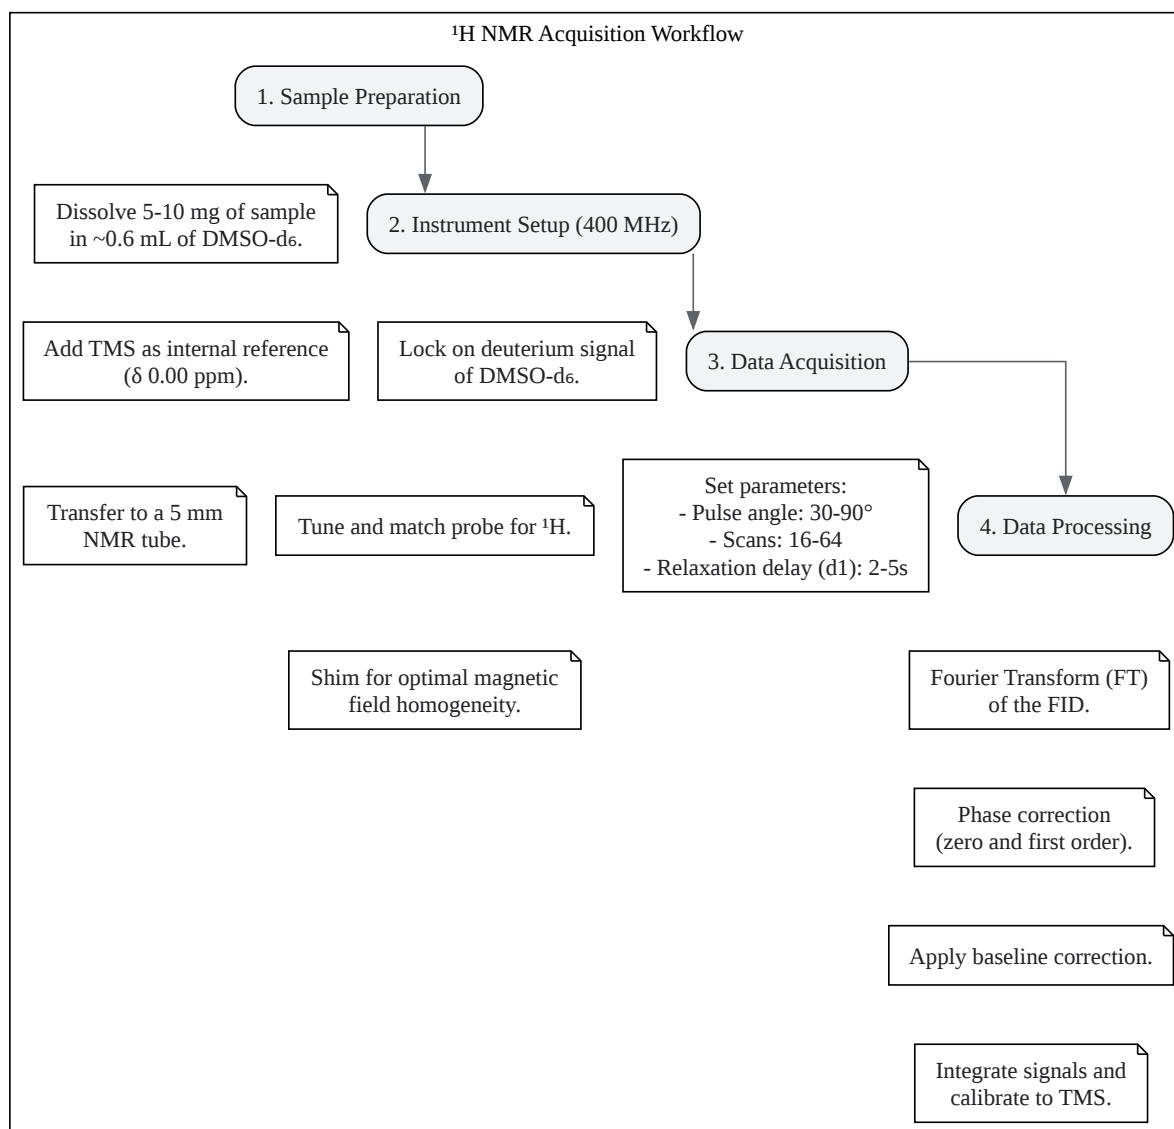 ¹H NMR Acquisition Workflow
1. Sample Preparation
Dissolve 5-10 mg of sample
in ~0.6 mL of DMSO-d₆.
2. Instrument Setup (400 MHz)
Add TMS as internal reference
(δ 0.00 ppm).
Lock on deuterium signal
of DMSO-d₆.
3. Data Acquisition
Transfer to a 5 mm
NMR tube.
Tune and match probe for ¹H.
Set parameters:
- Pulse angle: 30-90°
- Scans: 16-64
- Relaxation delay (d1): 2-5s
4. Data Processing
Shim for optimal magnetic
field homogeneity.
Fourier Transform (FT)
of the FID.
Phase correction
(zero and first order).
Apply baseline correction.
Integrate signals and
calibrate to TMS.